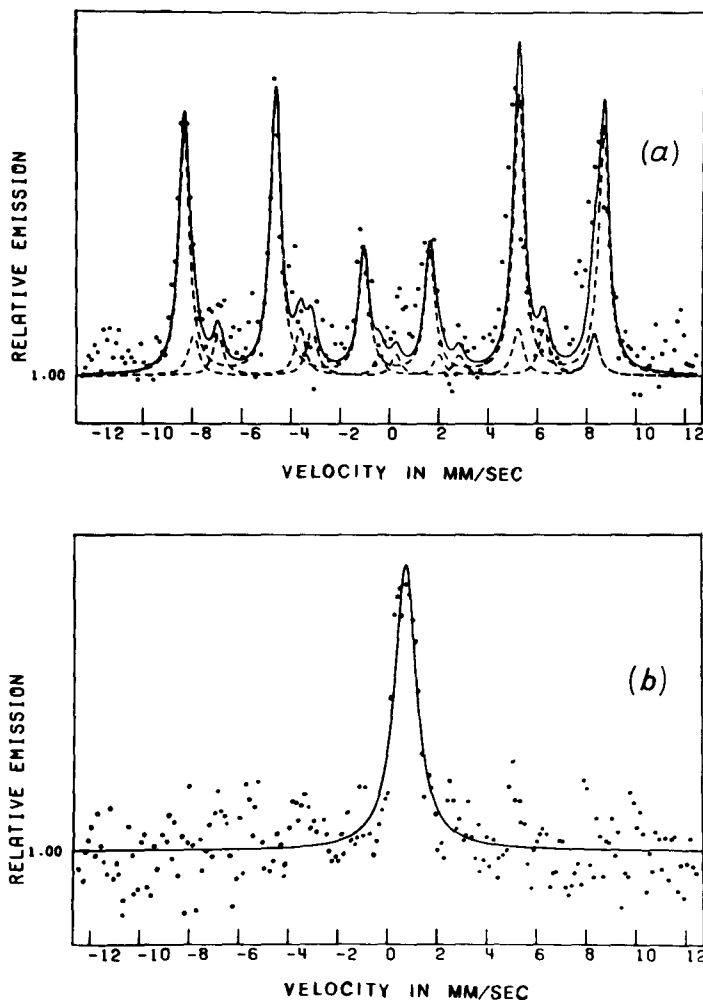 (a)
RELATIVE EMISSION
1.00
-12 -10 -8 -6 -4 -2 0 2 4 6 8 10 12
VELOCITY IN MM/SEC
(b)
RELATIVE EMISSION
1.00
-12 -10 -8 -6 -4 -2 0 2 4 6 8 10 12
VELOCITY IN MM/SEC